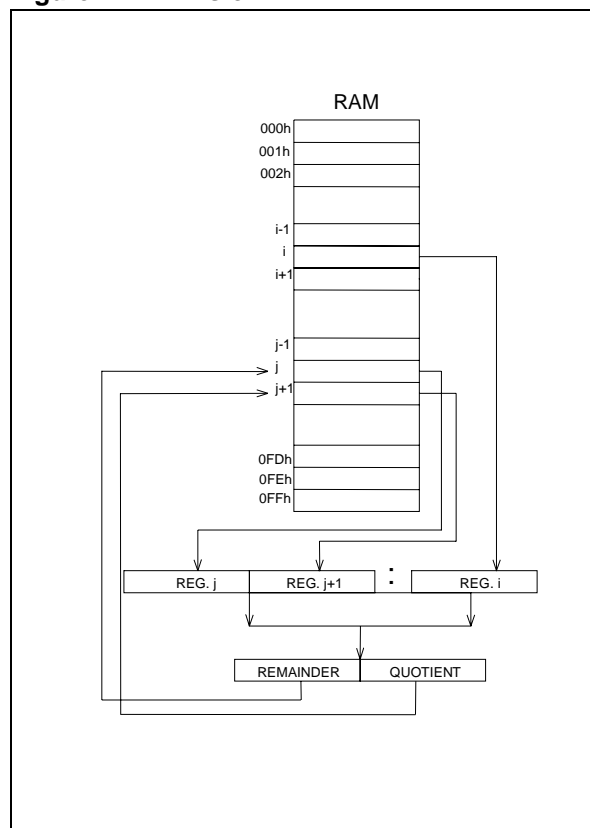 RAM
000h
001h
002h
i-1
i
i+1
j-1
j
j+1
0FDh
0FEh
0FFh
REG. j REG. j+1 : REG. i
REMAINDER QUOTIENT